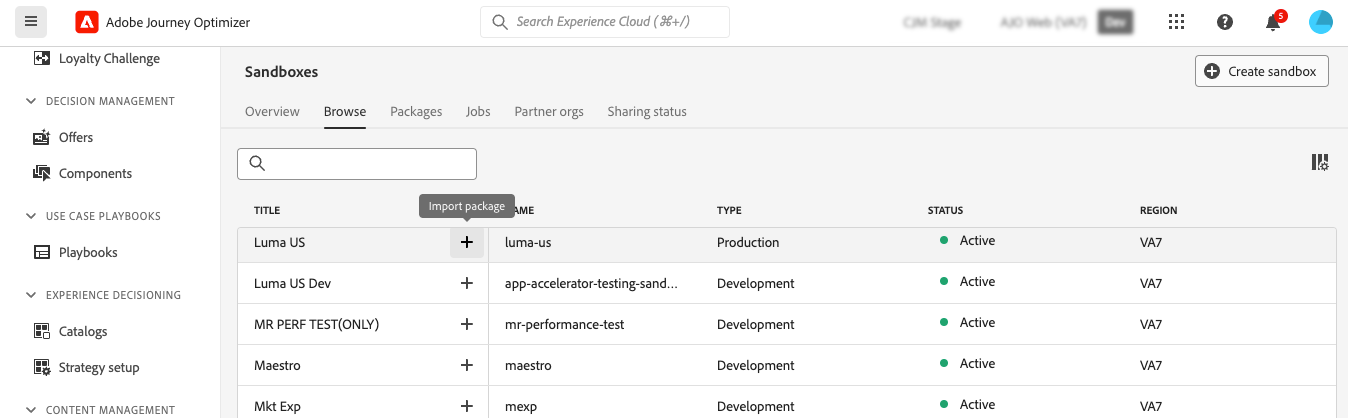 Adobe Journey Optimizer
Search Experience Cloud (⌘+/)
CJM Stage
AJO Web (VA7)
Dev
5
Loyalty Challenge
DECISION MANAGEMENT
Offers
Components
USE CASE PLAYBOOKS
Playbooks
EXPERIENCE DECISIONING
Catalogs
Strategy setup
CONTENT MANAGEMENT
Sandboxes
Create sandbox
Overview Browse Packages Jobs Partner orgs Sharing status
Import package
TITLE TYPE STATUS REGION
Luma US + luma-us Production Active VA7
Luma US Dev + app-accelerator-testing-sand... Development Active VA7
MR PERF TEST(ONLY) + mr-performance-test Development Active VA7
Maestro + maestro Development Active VA7
Mkt Exp + mexp Development Active VA7